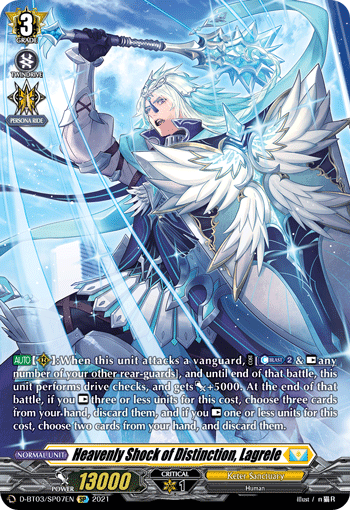 3
GRADE
TWINDRIVE
PERSONA RIDE
AUTO【 】:When this unit attacks a vanguard, COST [ C BLAST 2 & any
number of your other rear-guards], and until end of that battle, this
unit performs drive checks, and gets +5000. At the end of that
battle, if you three or less units for this cost, choose three cards
from your hand, discard them, and if you one or less units for this
cost, choose two cards from your hand, and discard them.
NORMAL UNIT
Heavenly Shock of Distinction, Lagrele
POWER 13000
CRITICAL
1
Keter Sanctuary
Human
D-BT03/SP07EN SP 2021
Illust / п猫R